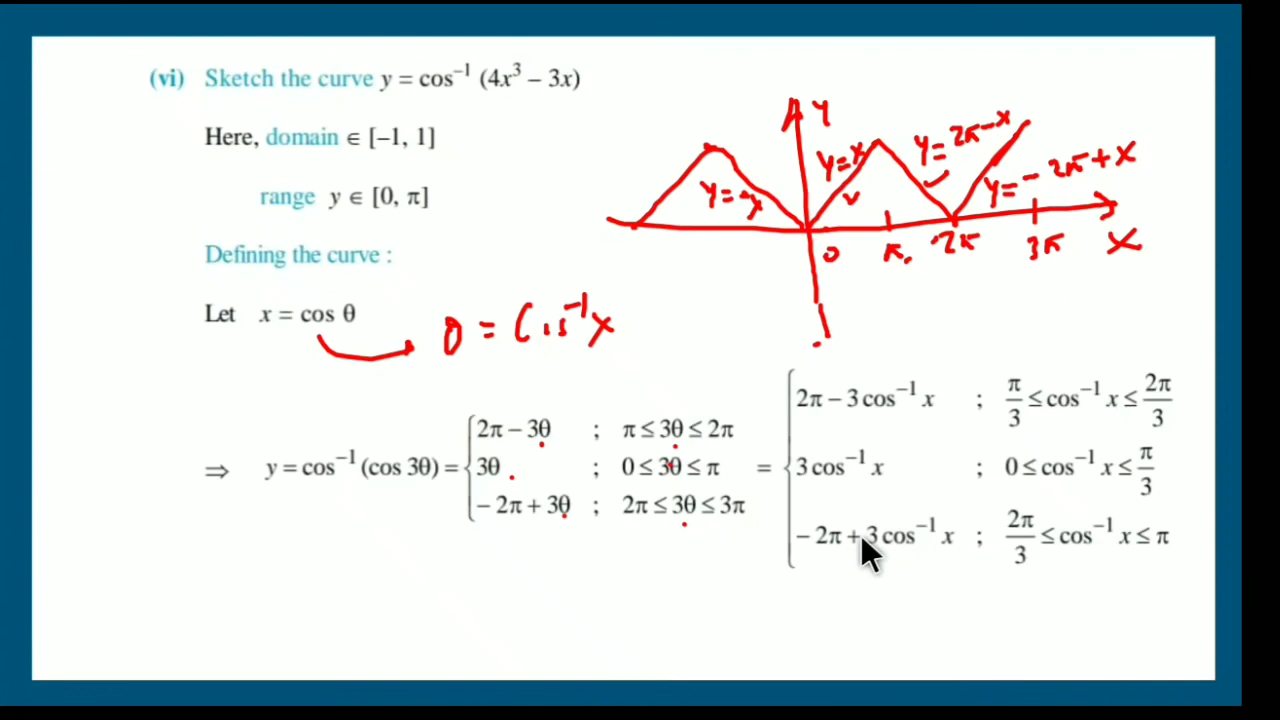 (vi) Sketch the curve y = cos⁻¹ (4x³ – 3x)
Here, domain ∈ [–1, 1]
range y ∈ [0, π]
Defining the curve :
Let x = cos θ
θ = Cos⁻¹x
Y
y=-x
y=x
y=2π-x
y=-2π+x
0
π
2π
3π
X
⇒ y = cos⁻¹ (cos 3θ) = { 2π – 3θ ; π ≤ 3θ ≤ 2π
3θ ; 0 ≤ 3θ ≤ π
– 2π + 3θ ; 2π ≤ 3θ ≤ 3π
= { 2π – 3 cos⁻¹ x ; π/3 ≤ cos⁻¹ x ≤ 2π/3
3 cos⁻¹ x ; 0 ≤ cos⁻¹ x ≤ π/3
– 2π + 3 cos⁻¹ x ; 2π/3 ≤ cos⁻¹ x ≤ π